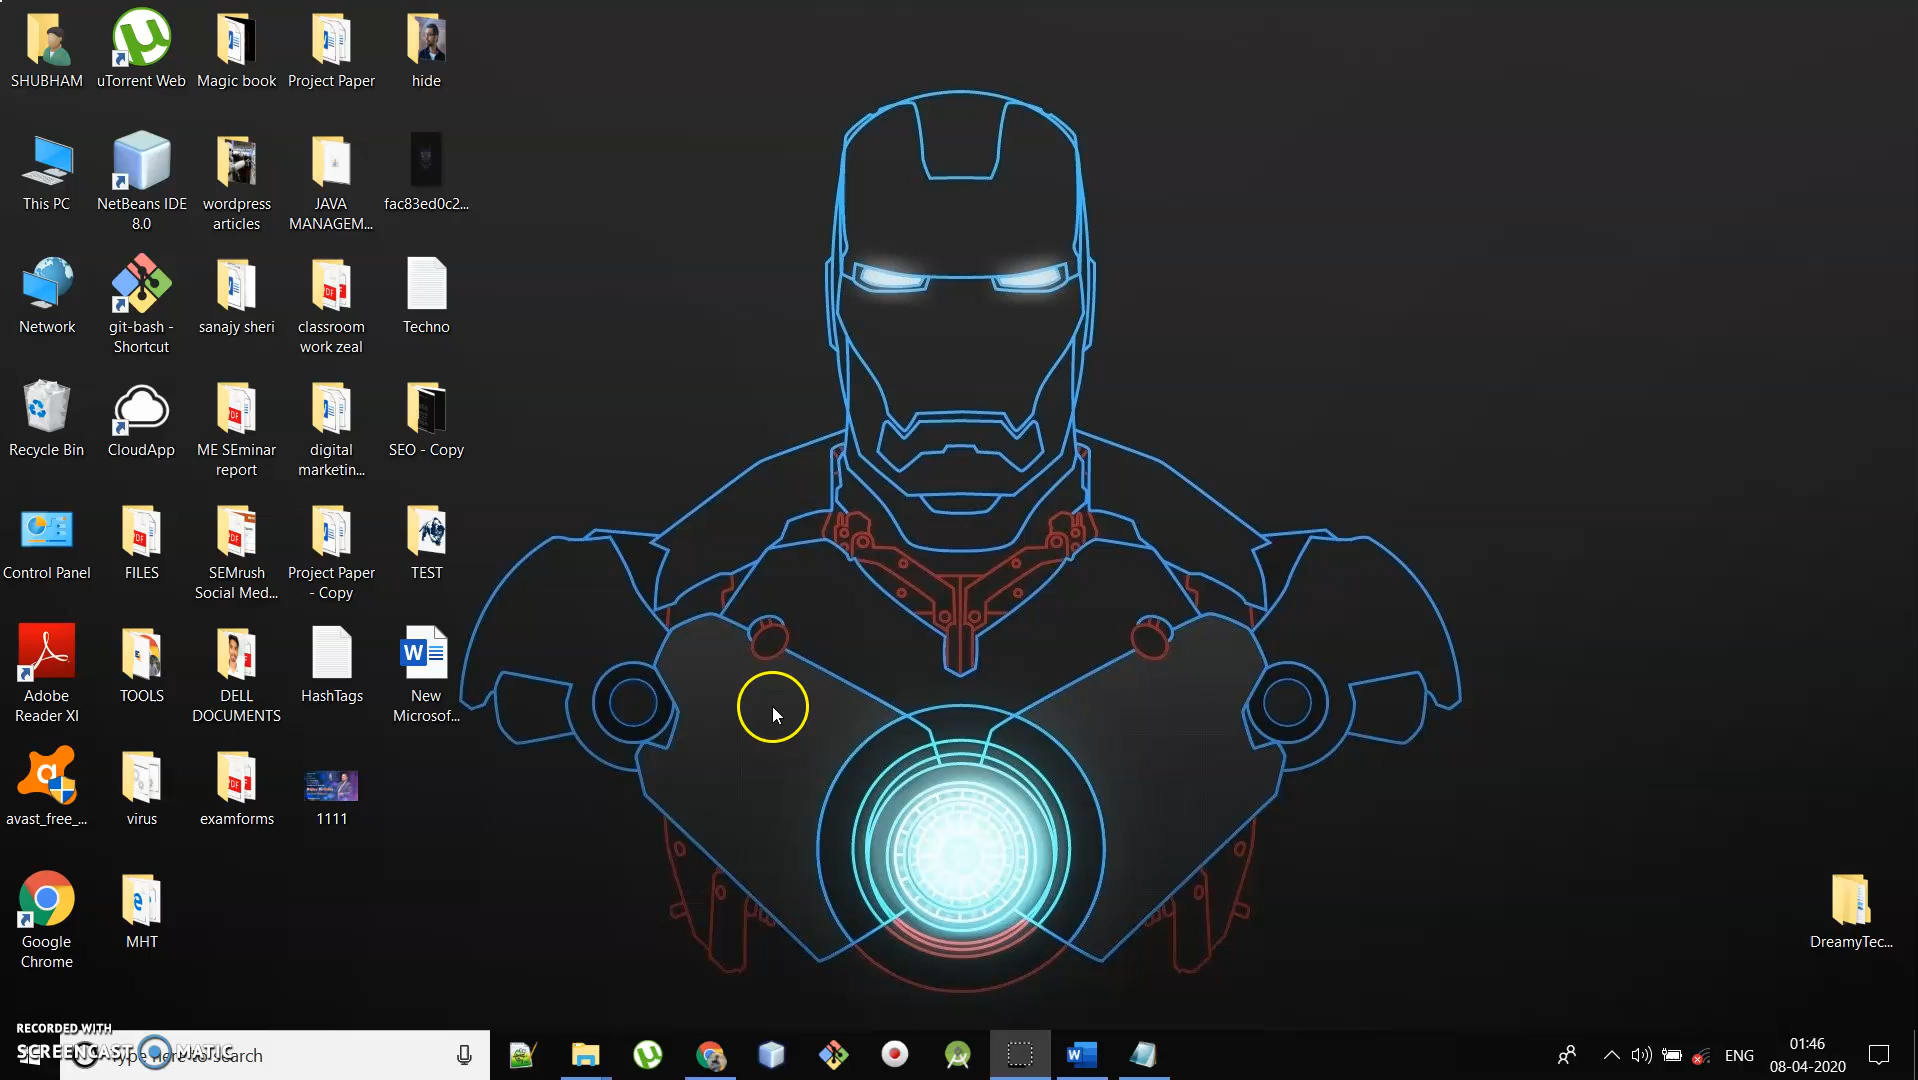 SHUBHAM
uTorrent Web
Magic book
Project Paper
hide
This PC
NetBeans IDE
8.0
wordpress
articles
JAVA
MANAGEM...
fac83ed0c2...
Network
git-bash -
Shortcut
sanajy sheri
classroom
work zeal
Techno
Recycle Bin
CloudApp
ME SEminar
report
digital
marketin...
SEO - Copy
Control Panel
FILES
SEMrush
Social Med...
Project Paper
- Copy
TEST
Adobe
Reader XI
TOOLS
DELL
DOCUMENTS
HashTags
New
Microsof...
avast_free_...
virus
examforms
1111
Google
Chrome
MHT
DreamyTec...
RECORDED WITH
SCREENCAST MATIC
Type here to search
ENG
01:46
08-04-2020